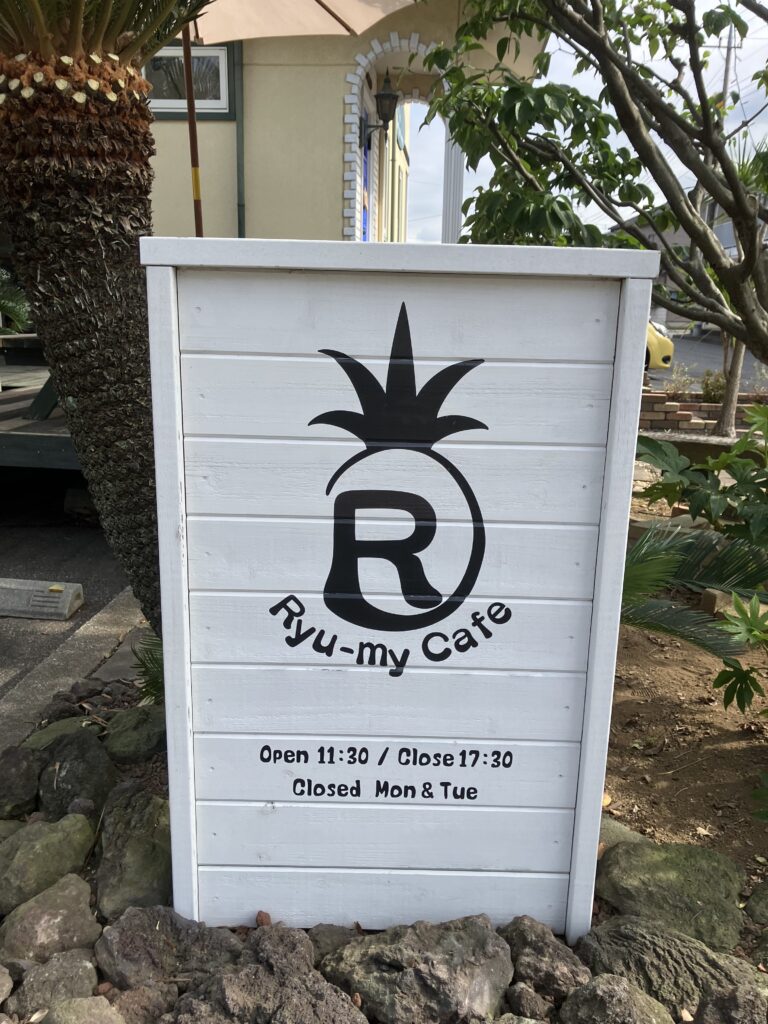 R
Ryu-my Cafe
Open 11:30 / Close 17:30
Closed Mon & Tue